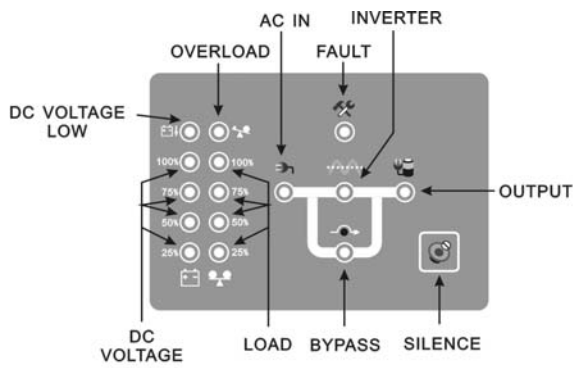 AC IN
INVERTER
OVERLOAD
FAULT
DC VOLTAGE
LOW
100% 100%
75% 75%
50% 50%
25% 25%
OUTPUT
DC
VOLTAGE
LOAD
BYPASS
SILENCE